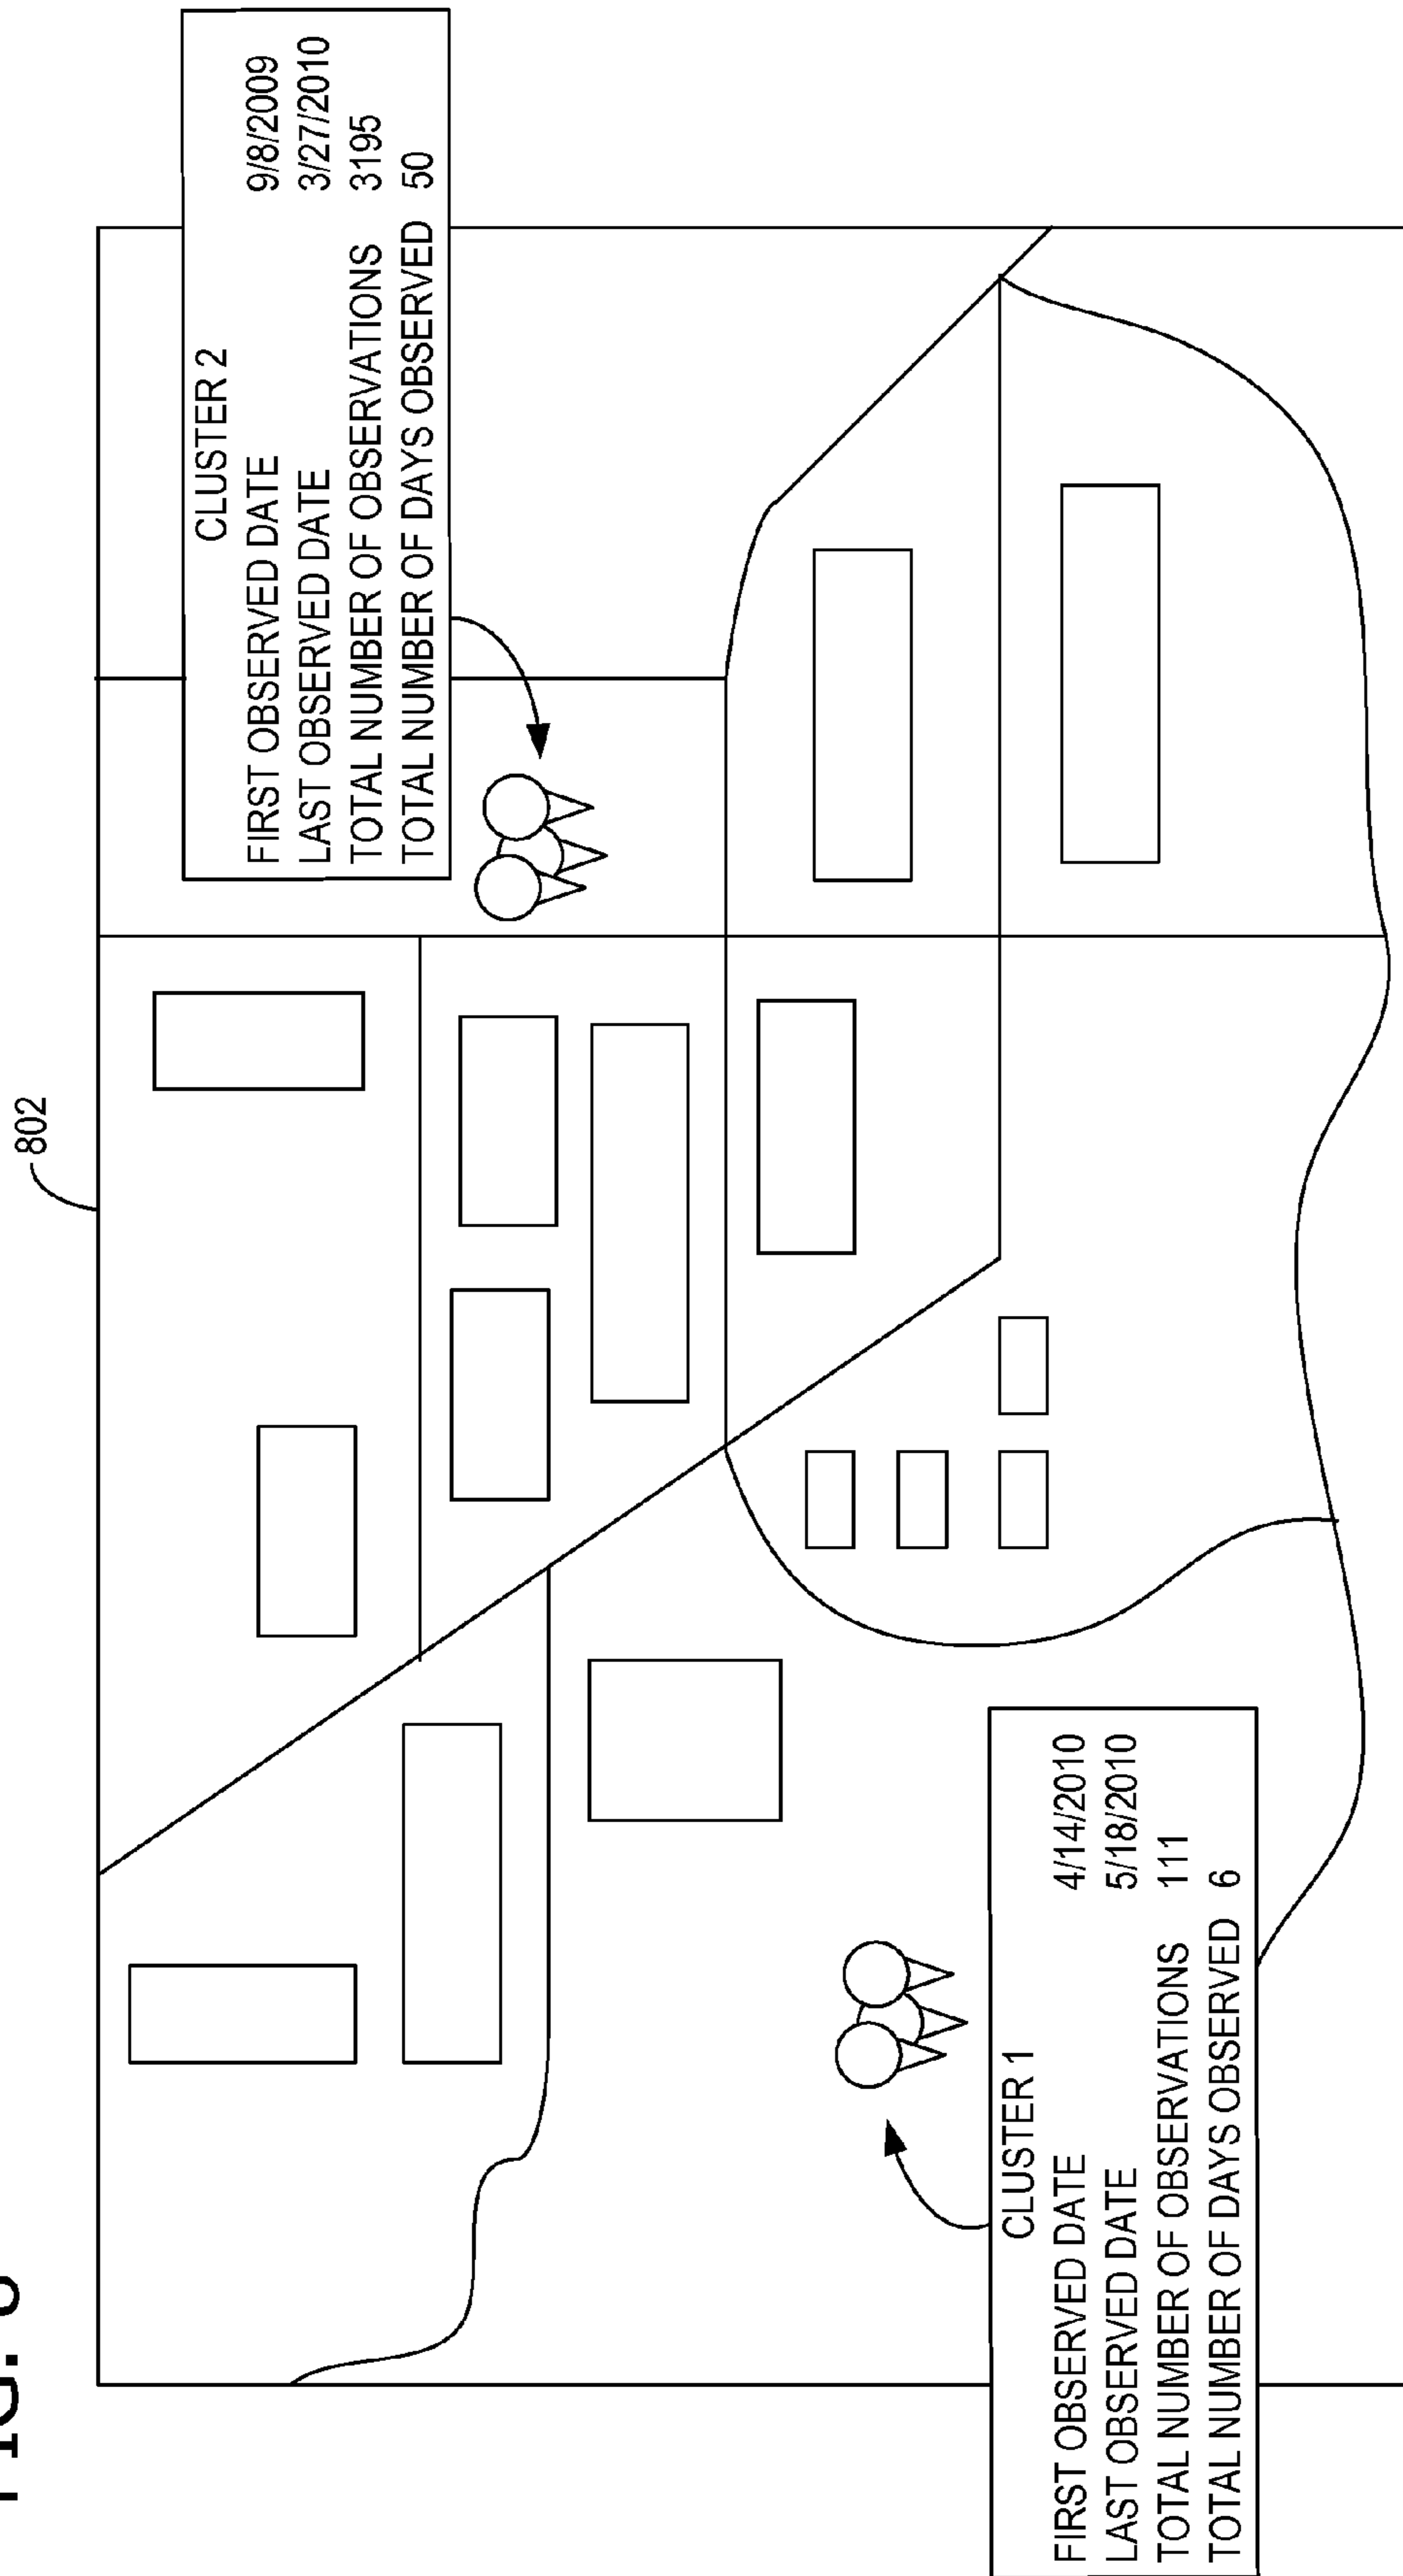 FIG. 8
802
CLUSTER 2
FIRST OBSERVED DATE 9/8/2009
LAST OBSERVED DATE 3/27/2010
TOTAL NUMBER OF OBSERVATIONS 3195
TOTAL NUMBER OF DAYS OBSERVED 50
CLUSTER 1
FIRST OBSERVED DATE 4/14/2010
LAST OBSERVED DATE 5/18/2010
TOTAL NUMBER OF OBSERVATIONS 111
TOTAL NUMBER OF DAYS OBSERVED 6